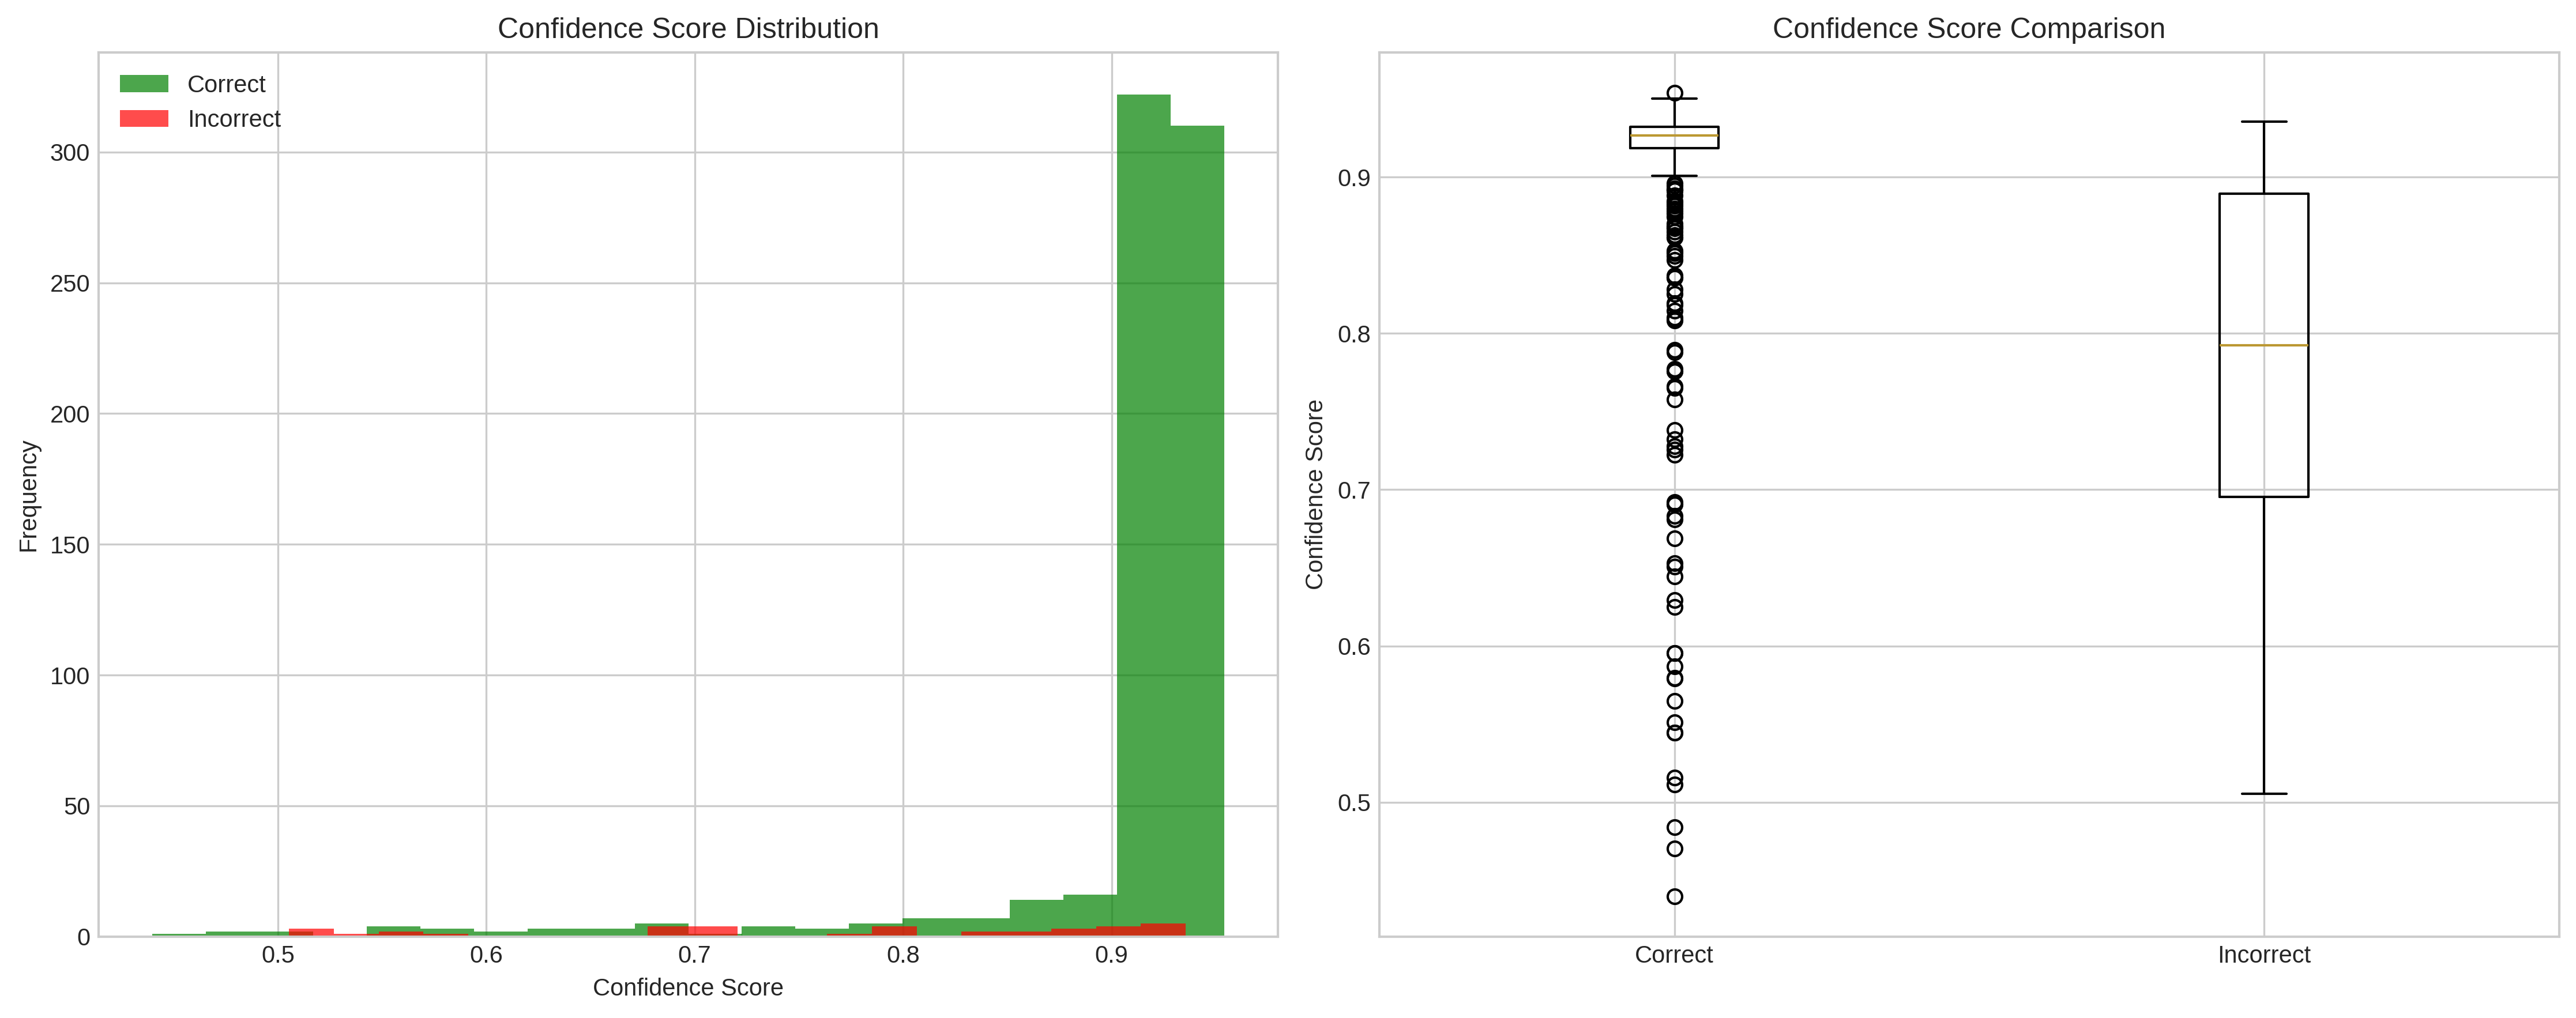 Confidence Score Distribution
Correct
Incorrect
300
250
200
150
100
50
0
Frequency
0.5 0.6 0.7 0.8 0.9
Confidence Score
Confidence Score Comparison
0.9
0.8
0.7
0.6
0.5
Confidence Score
Correct Incorrect